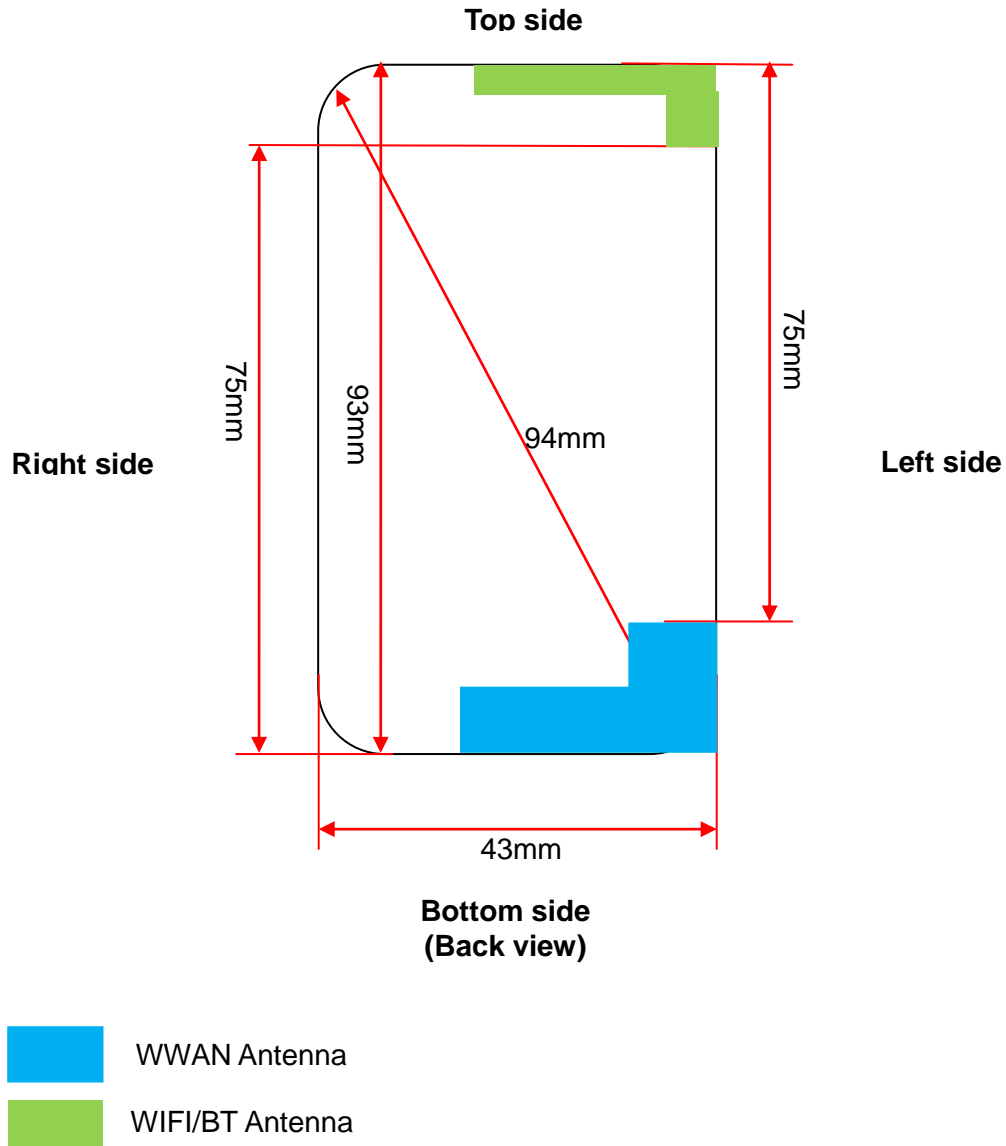 Top side
75mm
75mm
93mm
94mm
Right side
Left side
43mm
Bottom side
(Back view)
WWAN Antenna
WIFI/BT Antenna